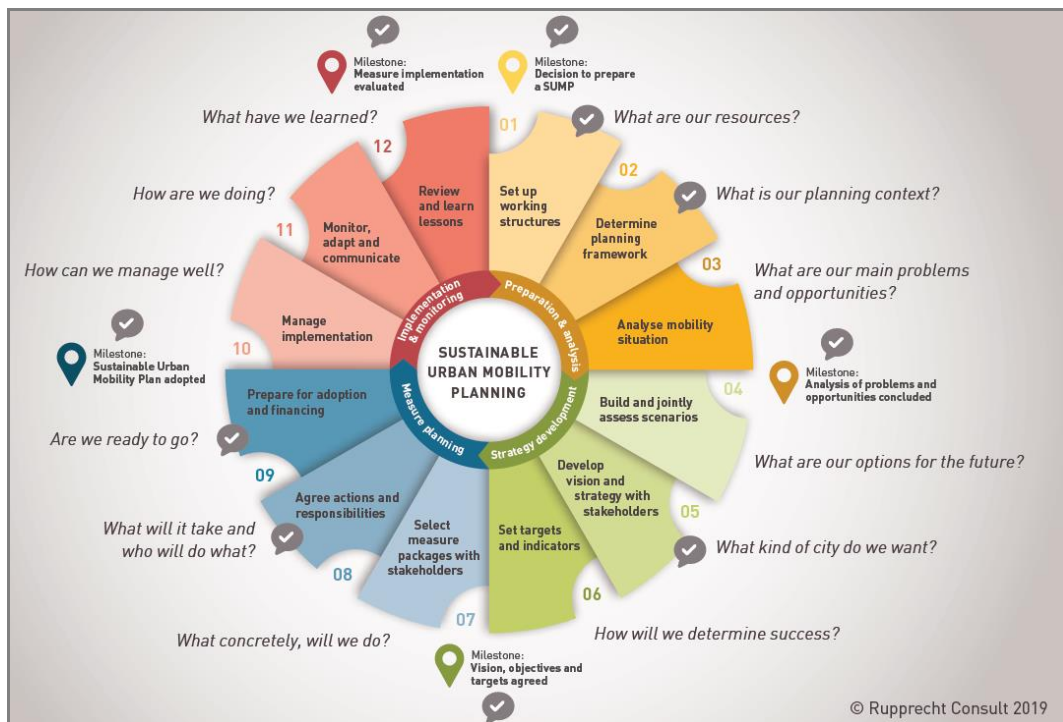 Milestone:
Measure implementation
evaluated
Milestone:
Decision to prepare
a SUMP
What have we learned?
12
01
What are our resources?
Review
and learn
lessons
Set up
working
structures
How are we doing?
02
What is our planning context?
11
Monitor,
adapt and
communicate
Determine
planning
framework
03
How can we manage well?
What are our main problems
and opportunities?
Manage
implementation
Analyse mobility
situation
10
Implementation
& monitoring
Preparation & analysis
SUSTAINABLE
URBAN MOBILITY
PLANNING
Measure planning
Strategy development
Milestone:
Sustainable Urban
Mobility Plan adopted
Milestone:
Analysis of problems and
opportunities concluded
04
Prepare for adoption
and financing
Build and jointly
assess scenarios
Are we ready to go?
What are our options for the future?
09
Agree actions and
responsibilities
Develop
vision and
strategy with
stakeholders
05
What will it take and
who will do what?
What kind of city do we want?
08
Select
measure
packages with
stakeholders
Set targets
and indicators
06
07
What concretely, will we do?
How will we determine success?
Milestone:
Vision, objectives and
targets agreed
© Rupprecht Consult 2019